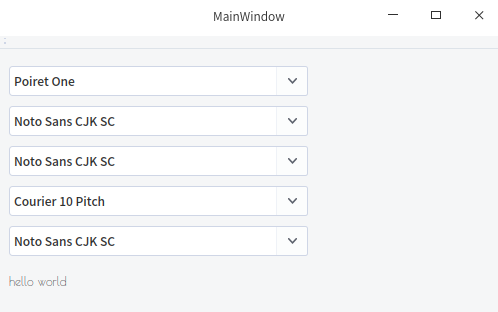 MainWindow
Poiret One
Noto Sans CJK SC
Noto Sans CJK SC
Courier 10 Pitch
Noto Sans CJK SC
hello world